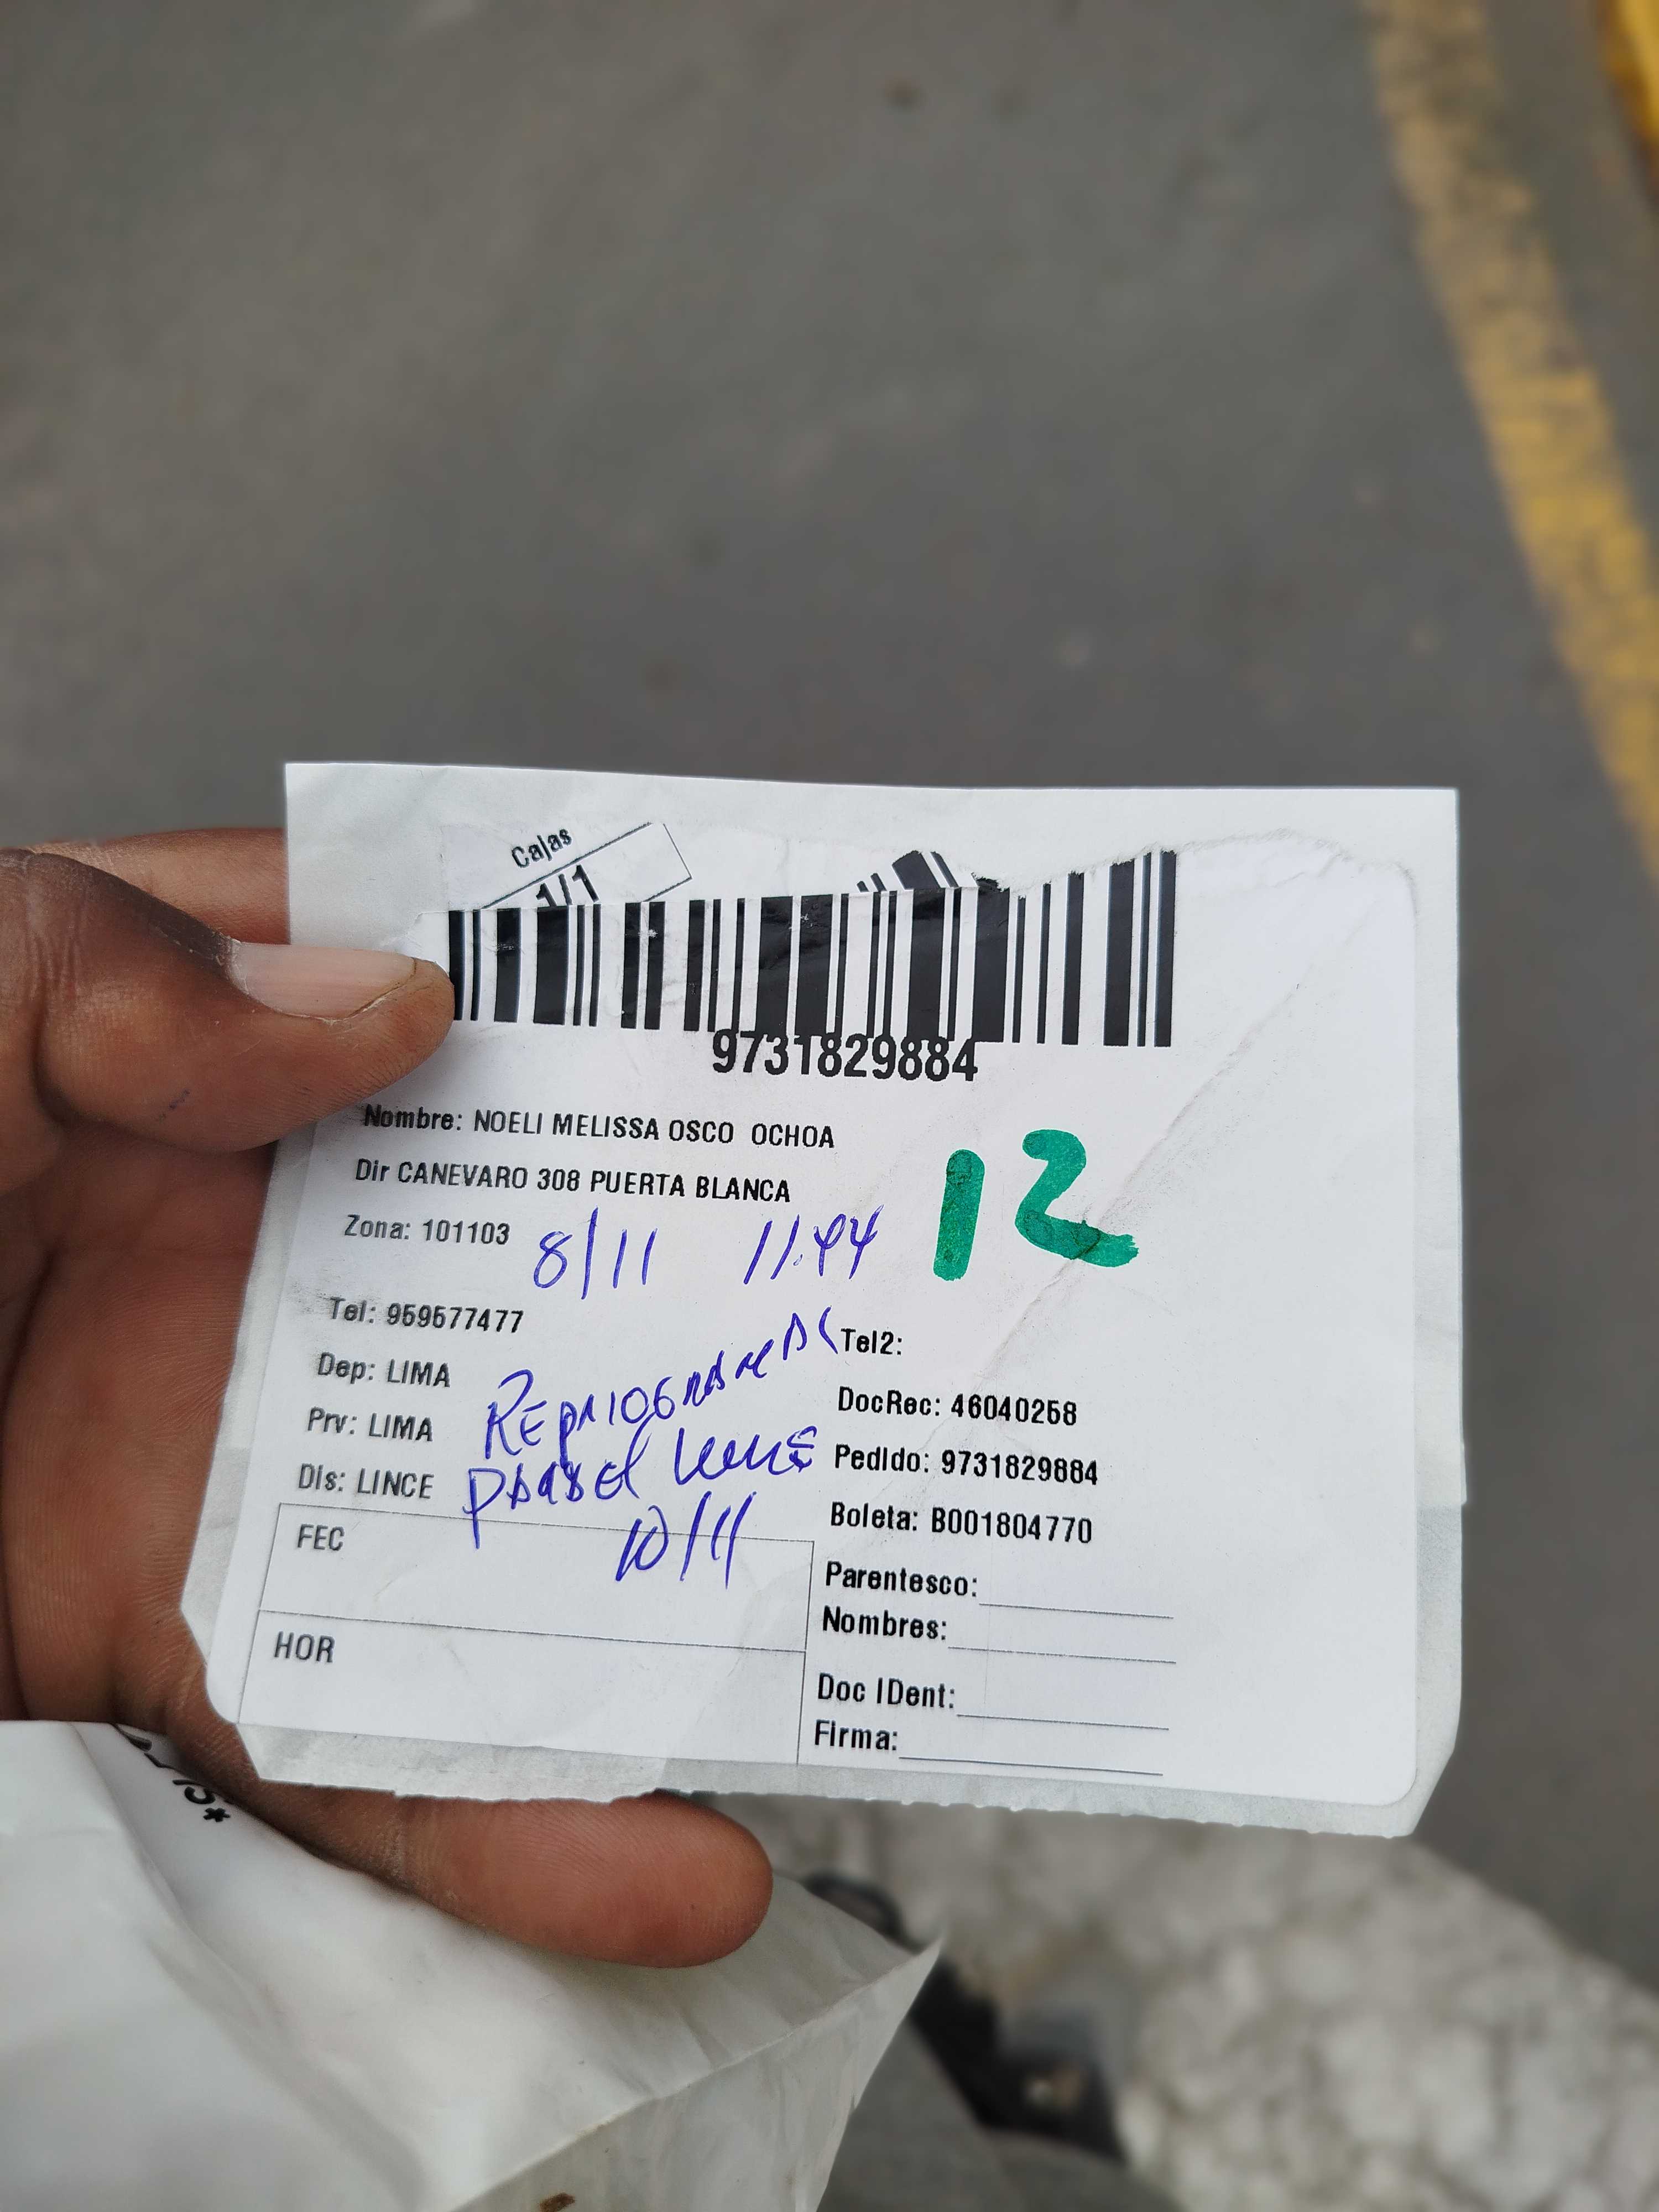 Cajas
1/1
9731829884
Nombre: NOELI MELISSA OSCO OCHOA
Dir CANEVARO 308 PUERTA BLANCA
12
Zona: 101103
8/11 11:44
Tel: 959577477
Tel2:
Dep: LIMA
DocRec: 46040258
Prv: LIMA
Pedido: 9731829884
Dis: LINCE
10/11
Boleta: B001804770
FEC
Parentesco:
Nombres:
HOR
Doc IDent:
Firma: